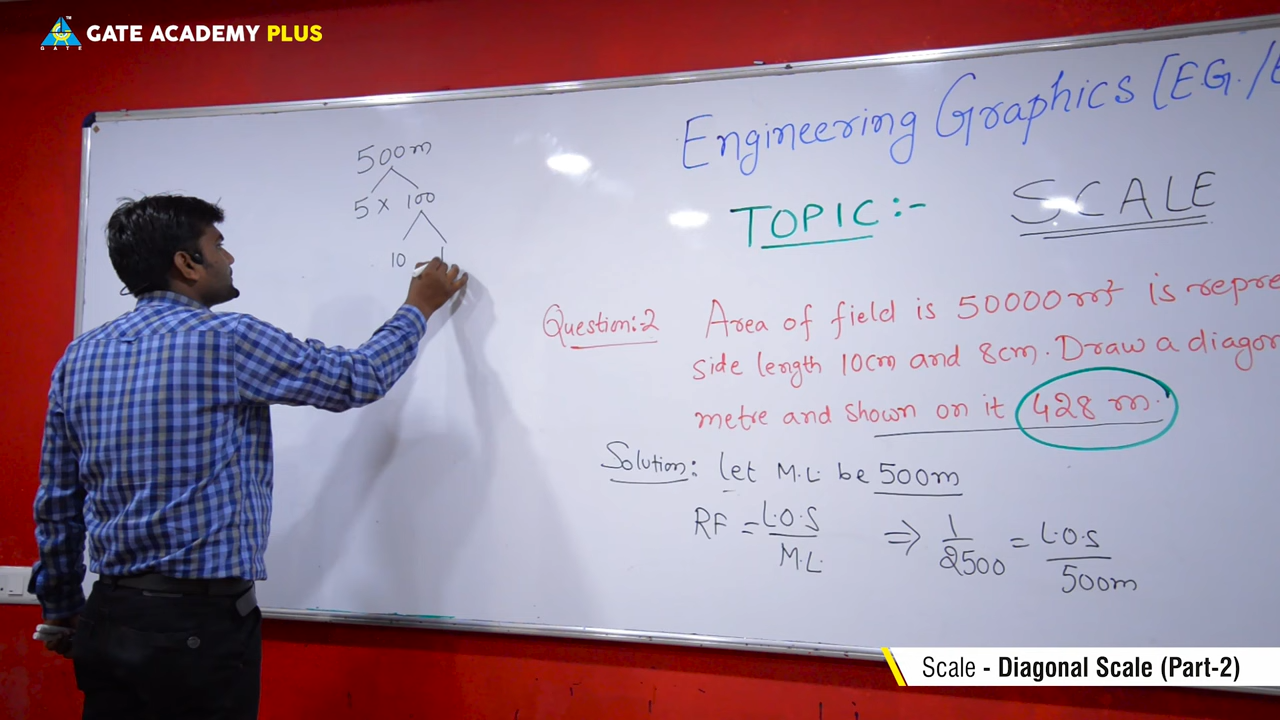 GATE ACADEMY PLUS
GATE
Engineering Graphics [EG./
TOPIC:- SCALE
500m
5 x 100
10
Question:-2 Area of field is 50000m² is repre
side length 10cm and 8cm. Draw a diagon
metre and shown on it 428 m.
Solution: let M.L be 500m
RF = L.O.S / M.L. ⇒ 1/2500 = L.O.S / 500m
Scale - Diagonal Scale (Part-2)